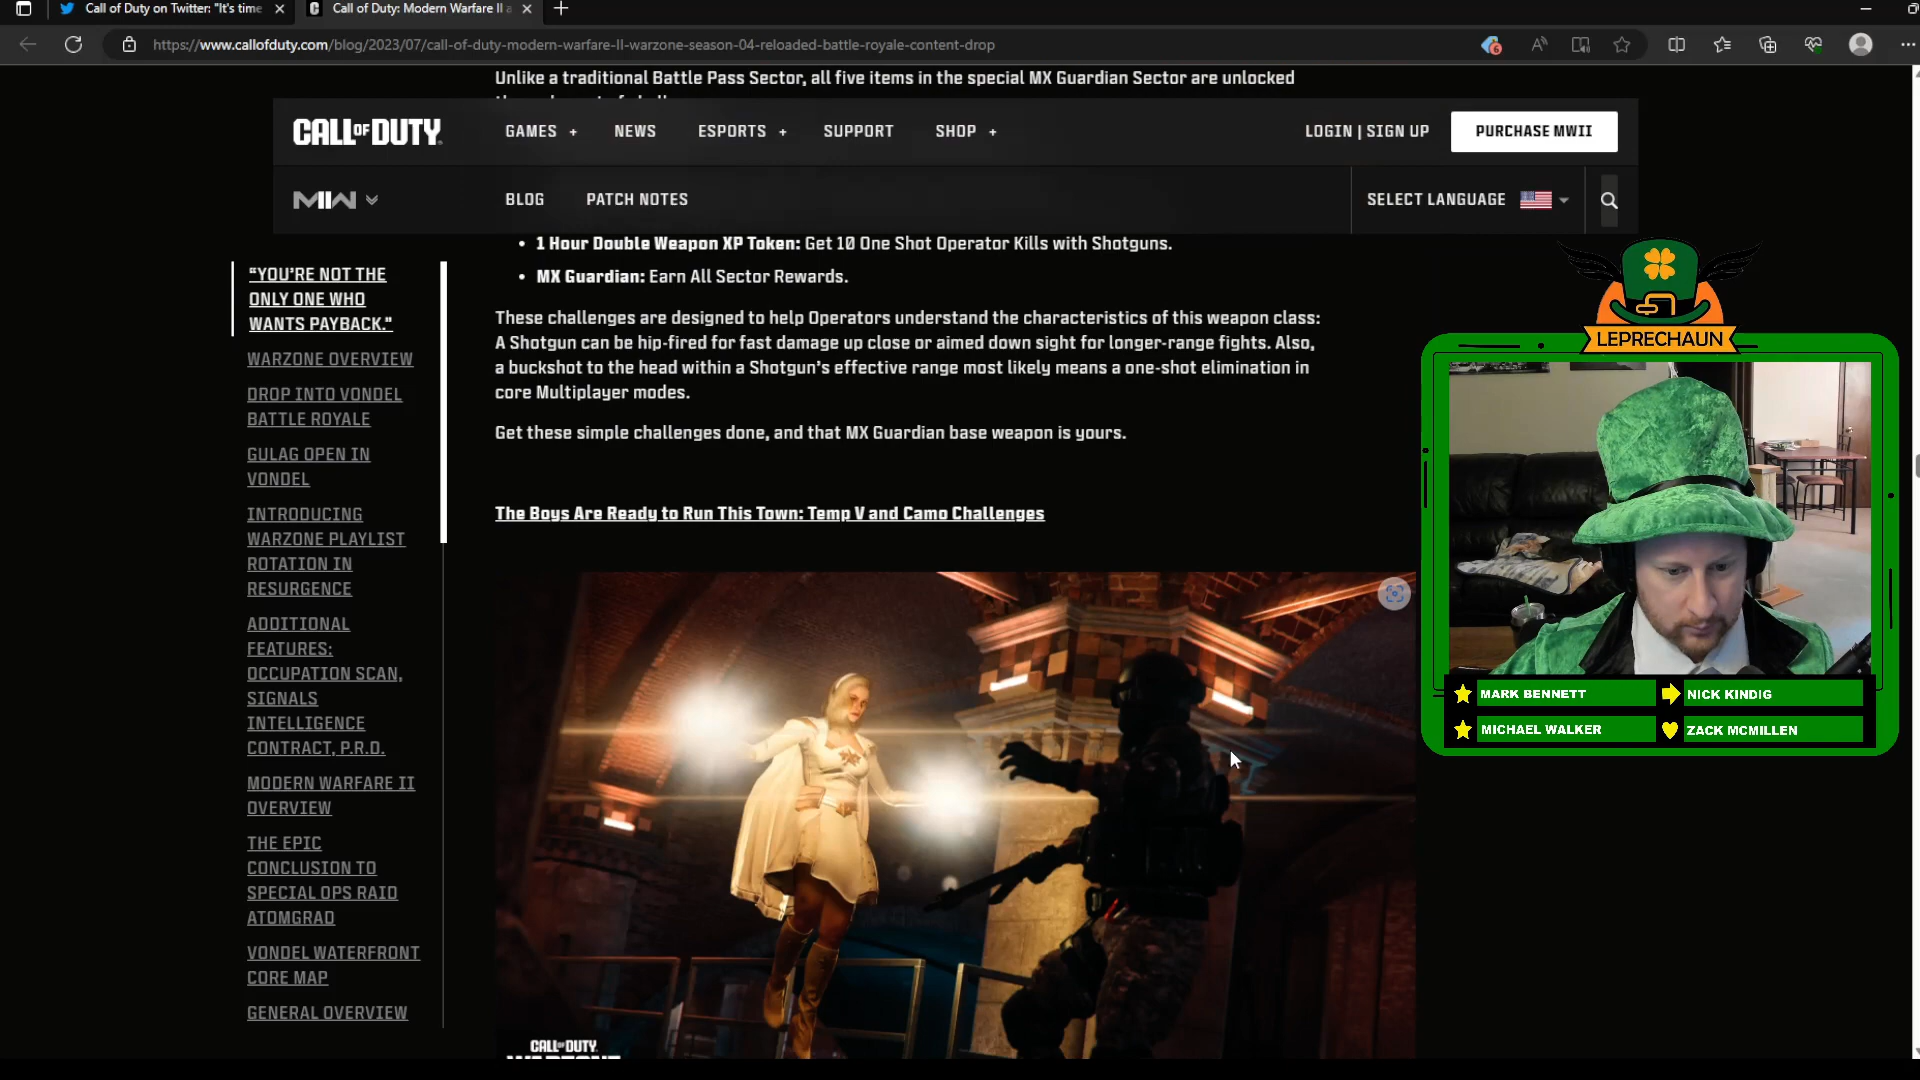 Call of Duty on Twitter: "It's time
Call of Duty: Modern Warfare II a
https://www.callofduty.com/blog/2023/07/call-of-duty-modern-warfare-II-warzone-season-04-reloaded-battle-royale-content-drop
6
Unlike a traditional Battle Pass Sector, all five items in the special MX Guardian Sector are unlocked
CALL OF DUTY.
GAMES +
NEWS
ESPORTS +
SUPPORT
SHOP +
LOGIN | SIGN UP
PURCHASE MWII
MWII
BLOG
PATCH NOTES
SELECT LANGUAGE
• 1 Hour Double Weapon XP Token: Get 10 One Shot Operator Kills with Shotguns.
• MX Guardian: Earn All Sector Rewards.
These challenges are designed to help Operators understand the characteristics of this weapon class:
A Shotgun can be hip-fired for fast damage up close or aimed down sight for longer-range fights. Also,
a buckshot to the head within a Shotgun's effective range most likely means a one-shot elimination in
core Multiplayer modes.
Get these simple challenges done, and that MX Guardian base weapon is yours.
The Boys Are Ready to Run This Town: Temp V and Camo Challenges
"YOU'RE NOT THE
ONLY ONE WHO
WANTS PAYBACK."
WARZONE OVERVIEW
DROP INTO VONDEL
BATTLE ROYALE
GULAG OPEN IN
VONDEL
INTRODUCING
WARZONE PLAYLIST
ROTATION IN
RESURGENCE
ADDITIONAL
FEATURES:
OCCUPATION SCAN,
SIGNALS
INTELLIGENCE
CONTRACT, P.R.D.
MODERN WARFARE II
OVERVIEW
THE EPIC
CONCLUSION TO
SPECIAL OPS RAID
ATOMGRAD
VONDEL WATERFRONT
CORE MAP
GENERAL OVERVIEW
CALL OF DUTY
WARZONE
LEPRECHAUN
MARK BENNETT
NICK KINDIG
MICHAEL WALKER
ZACK MCMILLEN